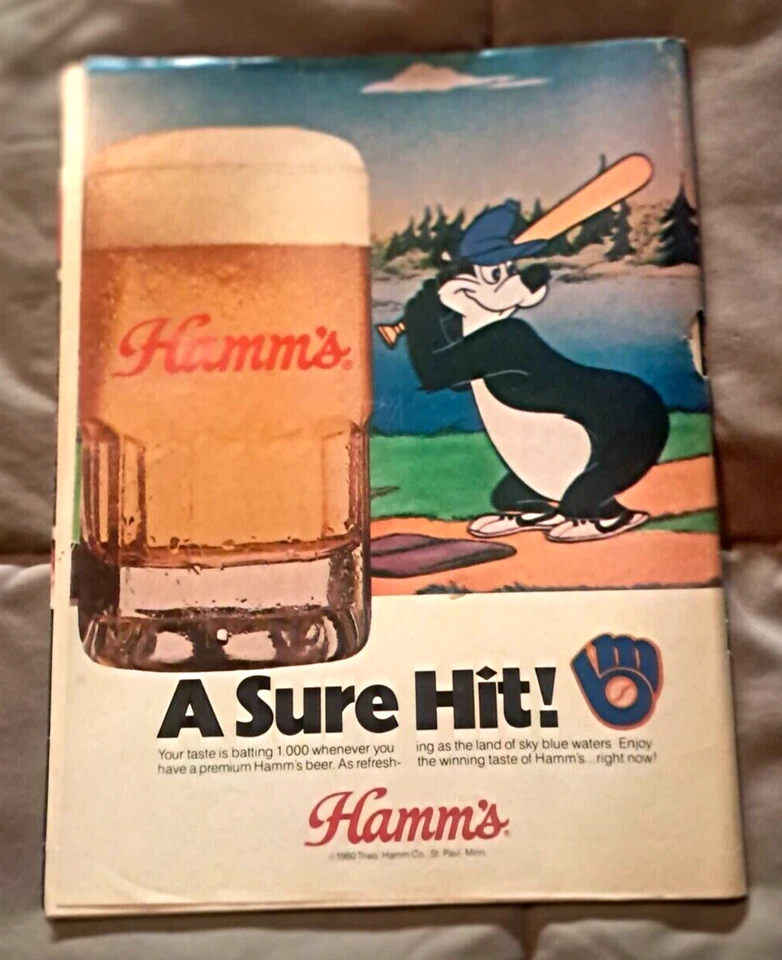 Hamm's®
A Sure Hit!
Your taste is batting 1.000 whenever you
have a premium Hamm's beer. As refresh-
ing as the land of sky blue waters. Enjoy
the winning taste of Hamm's...right now!
Hamm's®
©1980 Theo. Hamm Co., St. Paul, Minn.